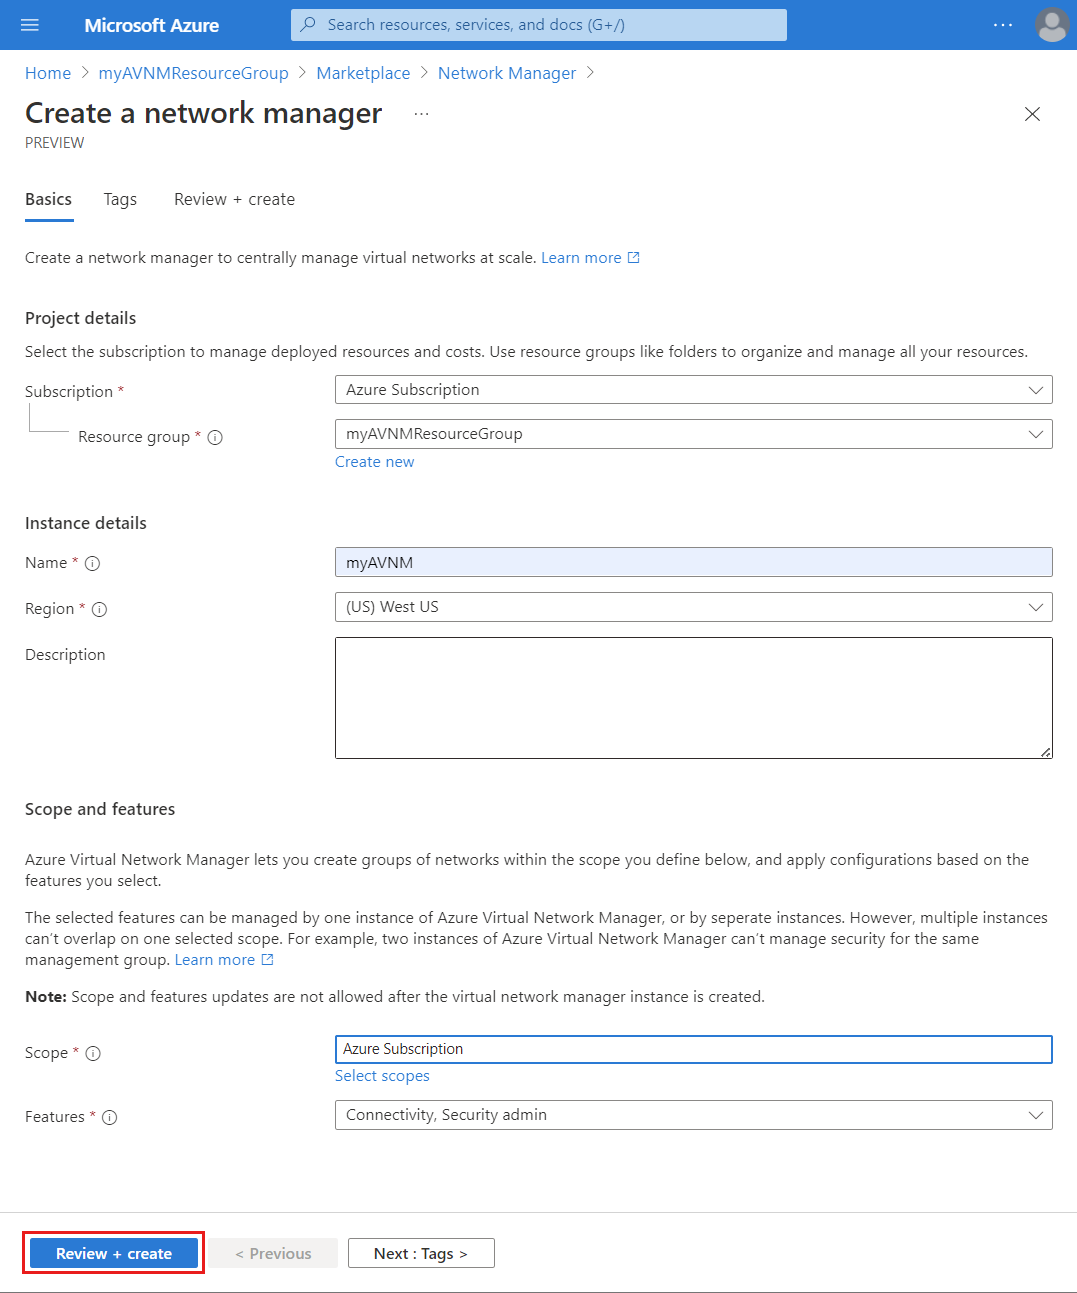 Microsoft Azure
Search resources, services, and docs (G+/)
Home > myAVNMResourceGroup > Marketplace > Network Manager >
Create a network manager ...
PREVIEW
Basics Tags Review + create
Create a network manager to centrally manage virtual networks at scale. Learn more
Project details
Select the subscription to manage deployed resources and costs. Use resource groups like folders to organize and manage all your resources.
Subscription * Azure Subscription
Resource group * myAVNMResourceGroup
Create new
Instance details
Name * myAVNM
Region * (US) West US
Description
Scope and features
Azure Virtual Network Manager lets you create groups of networks within the scope you define below, and apply configurations based on the
features you select.
The selected features can be managed by one instance of Azure Virtual Network Manager, or by seperate instances. However, multiple instances
can't overlap on one selected scope. For example, two instances of Azure Virtual Network Manager can't manage security for the same
management group. Learn more
Note: Scope and features updates are not allowed after the virtual network manager instance is created.
Scope * Azure Subscription
Select scopes
Features * Connectivity, Security admin
Review + create < Previous Next : Tags >